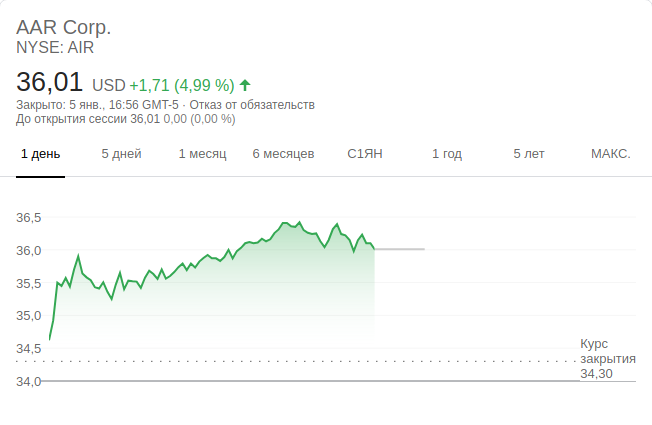 AAR Corp.
NYSE: AIR
36,01 USD +1,71 (4,99 %)
Закрыто: 5 янв., 16:56 GMT-5 · Отказ от обязательств
До открытия сессии 36,01 0,00 (0,00 %)
1 день 5 дней 1 месяц 6 месяцев С1ЯН 1 год 5 лет МАКС.
36,5
36,0
35,5
35,0
34,5
34,0
Курс
закрытия
34,30